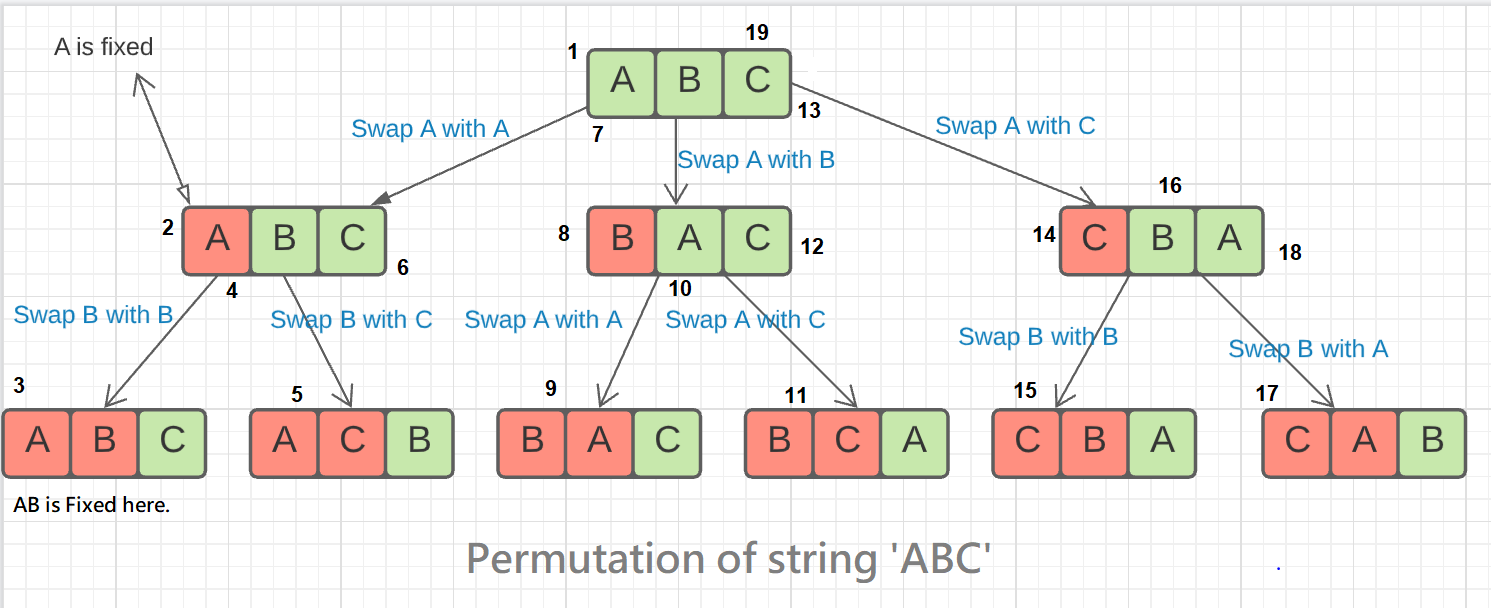 A is fixed
19
1
A B C
13
Swap A with A
7
Swap A with B
Swap A with C
2
A B C
6
4
8
B A C
12
10
16
14
C B A
18
Swap B with B
Swap B with C
Swap A with A
Swap A with C
Swap B with B
Swap B with A
3
A B C
5
A C B
9
B A C
11
B C A
15
C B A
17
C A B
AB is Fixed here.
Permutation of string 'ABC'